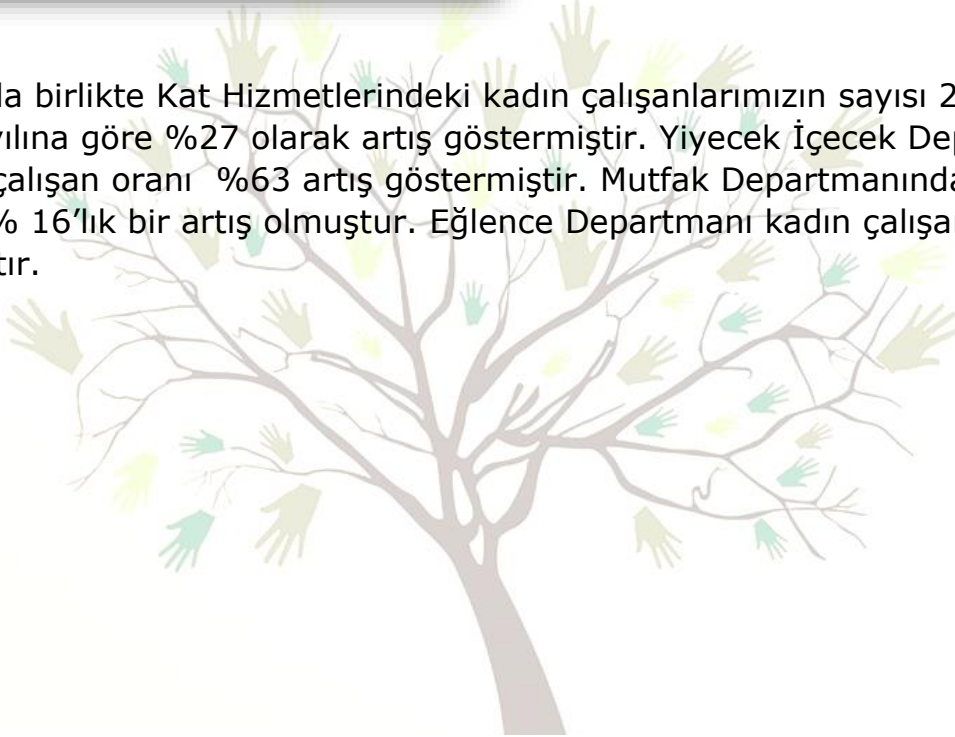 la birlikte Kat Hizmetlerindeki kadın çalışanlarımızın sayısı 2
yılına göre %27 olarak artış göstermiştir. Yiyecek İçecek Dep
çalışan oranı  %63 artış göstermiştir. Mutfak Departmanında
% 16’lık bir artış olmuştur. Eğlence Departmanı kadın çalışa
tır.